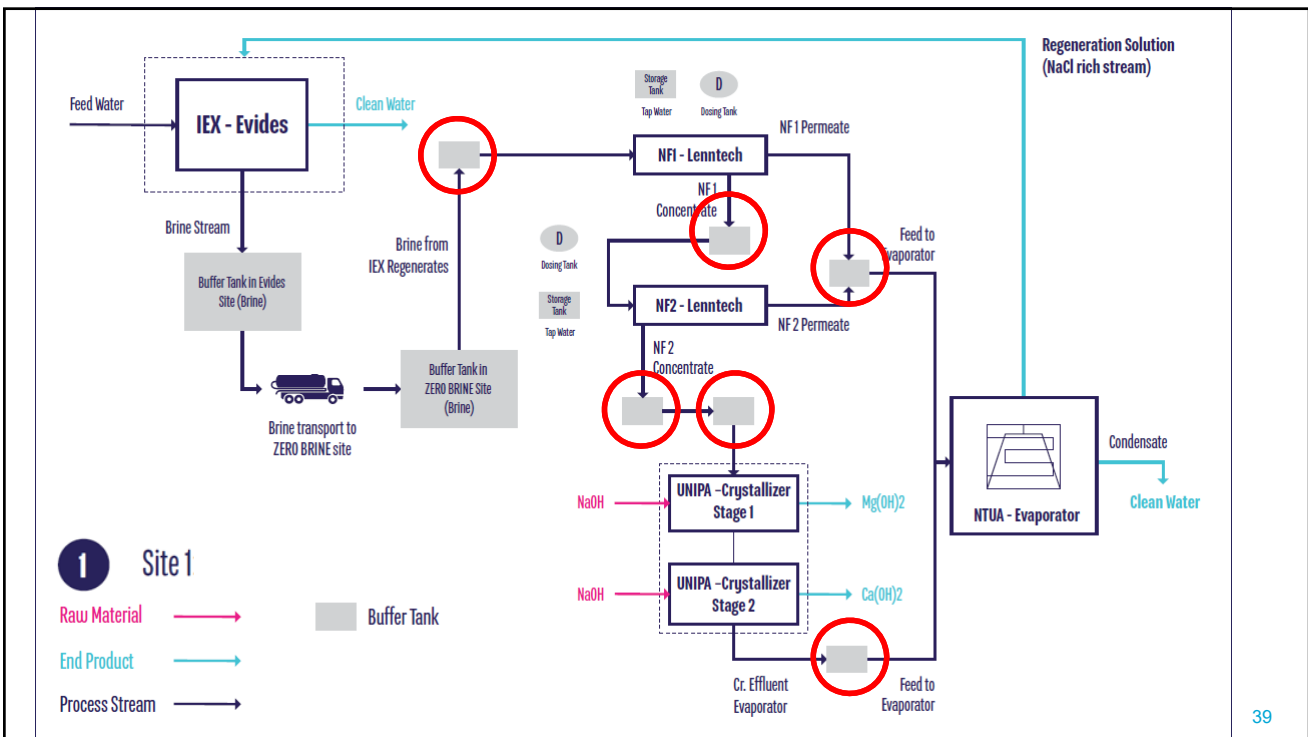 Regeneration Solution
(NaCl rich stream)
Feed Water
IEX - Evides
Clean Water
Storage
Tank
Tap Water
D
Dosing Tank
NF 1 Permeate
NF1 - Lenntech
NF 1
Concentrate
Brine Stream
Buffer Tank in Evides
Site (Brine)
Brine from
IEX Regenerates
D
Dosing Tank
Storage
Tank
Tap Water
Feed to
Evaporator
NF2 - Lenntech
NF 2 Permeate
NF 2
Concentrate
Brine transport to
ZERO BRINE site
Buffer Tank in
ZERO BRINE Site
(Brine)
NaOH
UNIPA -Crystallizer
Stage 1
Mg(OH)2
NaOH
UNIPA -Crystallizer
Stage 2
Ca(OH)2
NTUA - Evaporator
Condensate
Clean Water
Cr. Effluent
Evaporator
Feed to
Evaporator
1
Site 1
Raw Material
Buffer Tank
End Product
Process Stream
39